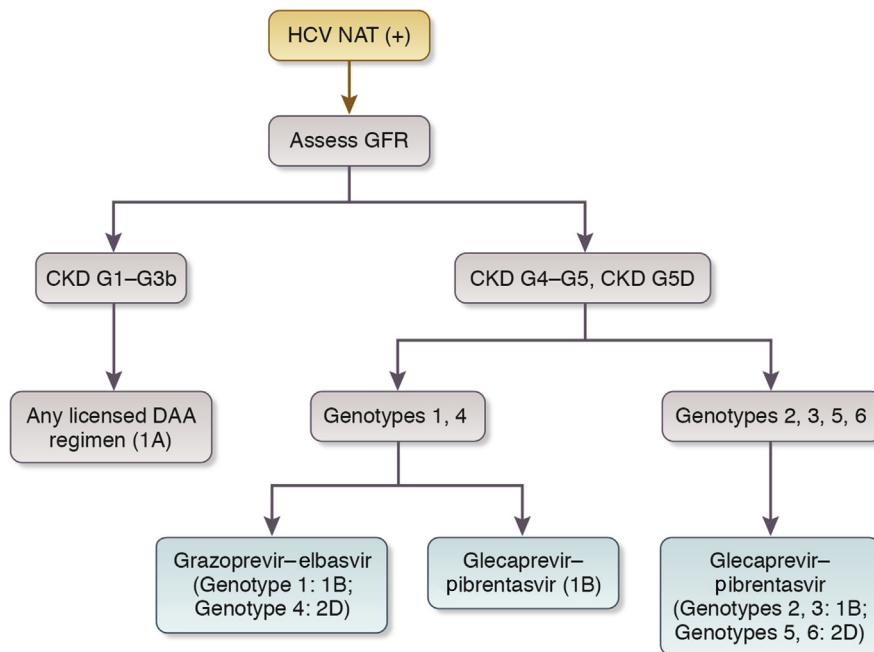 HCV NAT (+)
Assess GFR
CKD G1–G3b
CKD G4–G5, CKD G5D
Any licensed DAA
regimen (1A)
Genotypes 1, 4
Genotypes 2, 3, 5, 6
Grazoprevir–elbasvir
(Genotype 1: 1B;
Genotype 4: 2D)
Glecaprevir–
pibrentasvir (1B)
Glecaprevir–
pibrentasvir
(Genotypes 2, 3: 1B;
Genotypes 5, 6: 2D)